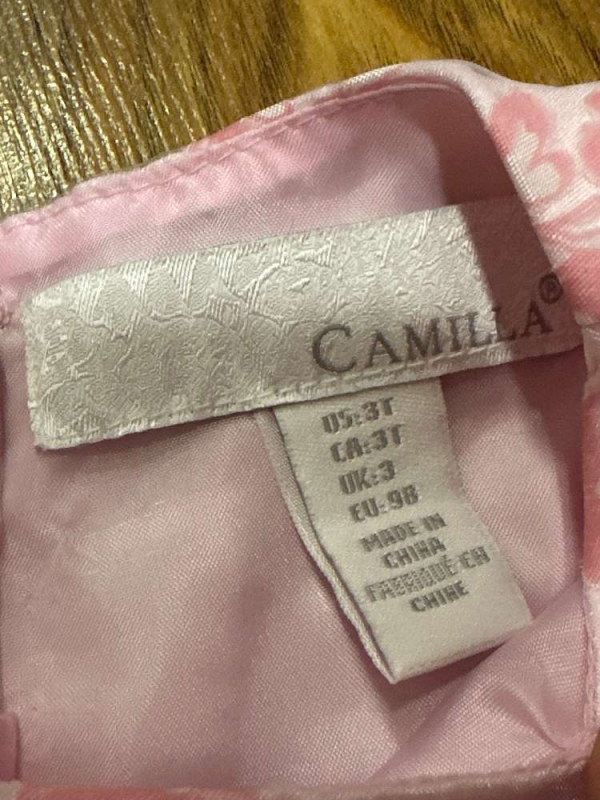 CAMILLA®
US:3T
CA:3T
UK:3
EU:98
MADE IN
CHINA
FABRIQUÉ EN
CHINE